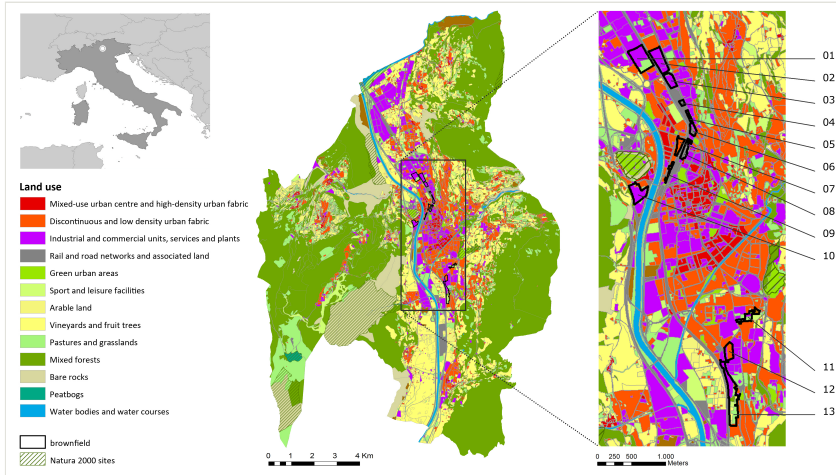 Land use
Mixed-use urban centre and high-density urban fabric
Discontinuous and low density urban fabric
Industrial and commercial units, services and plants
Rail and road networks and associated land
Green urban areas
Sport and leisure facilities
Arable land
Vineyards and fruit trees
Pastures and grasslands
Mixed forests
Bare rocks
Peatbogs
Water bodies and water courses
brownfield
Natura 2000 sites
0 1 2 3 4 Km
01
02
03
04
05
06
07
08
09
10
11
12
13
0 250 500 1.000
Meters